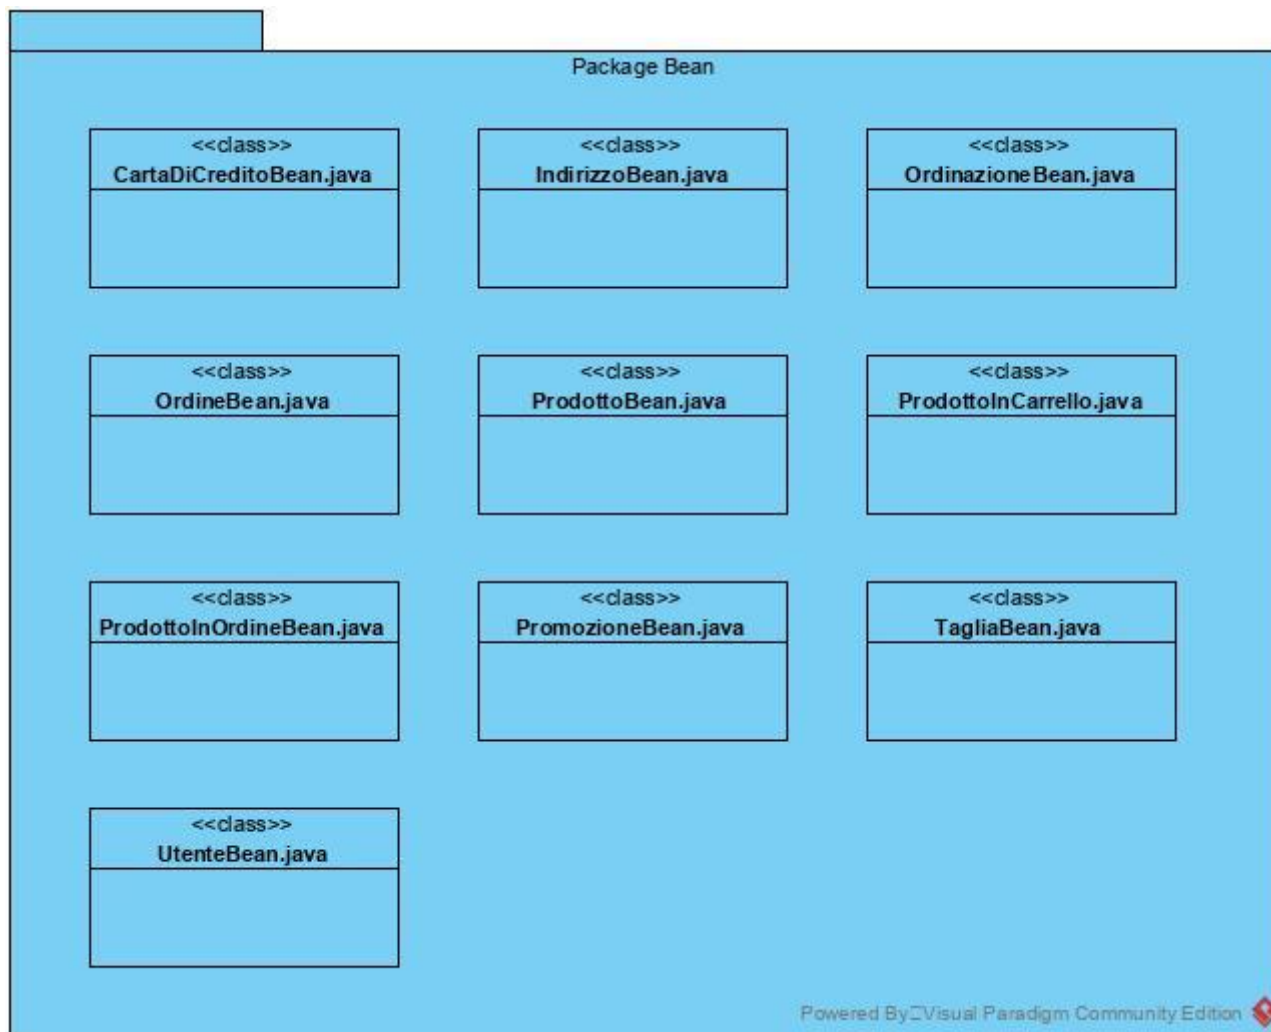 Package Bean
<<class>>
CartaDiCreditoBean.java
<<class>>
IndirizzoBean.java
<<class>>
OrdinazioneBean.java
<<class>>
OrdineBean.java
<<class>>
ProdottoBean.java
<<class>>
ProdottoInCarrello.java
<<class>>
ProdottoInOrdineBean.java
<<class>>
PromozioneBean.java
<<class>>
TagliaBean.java
<<class>>
UtenteBean.java
Powered By□Visual Paradigm Community Edition